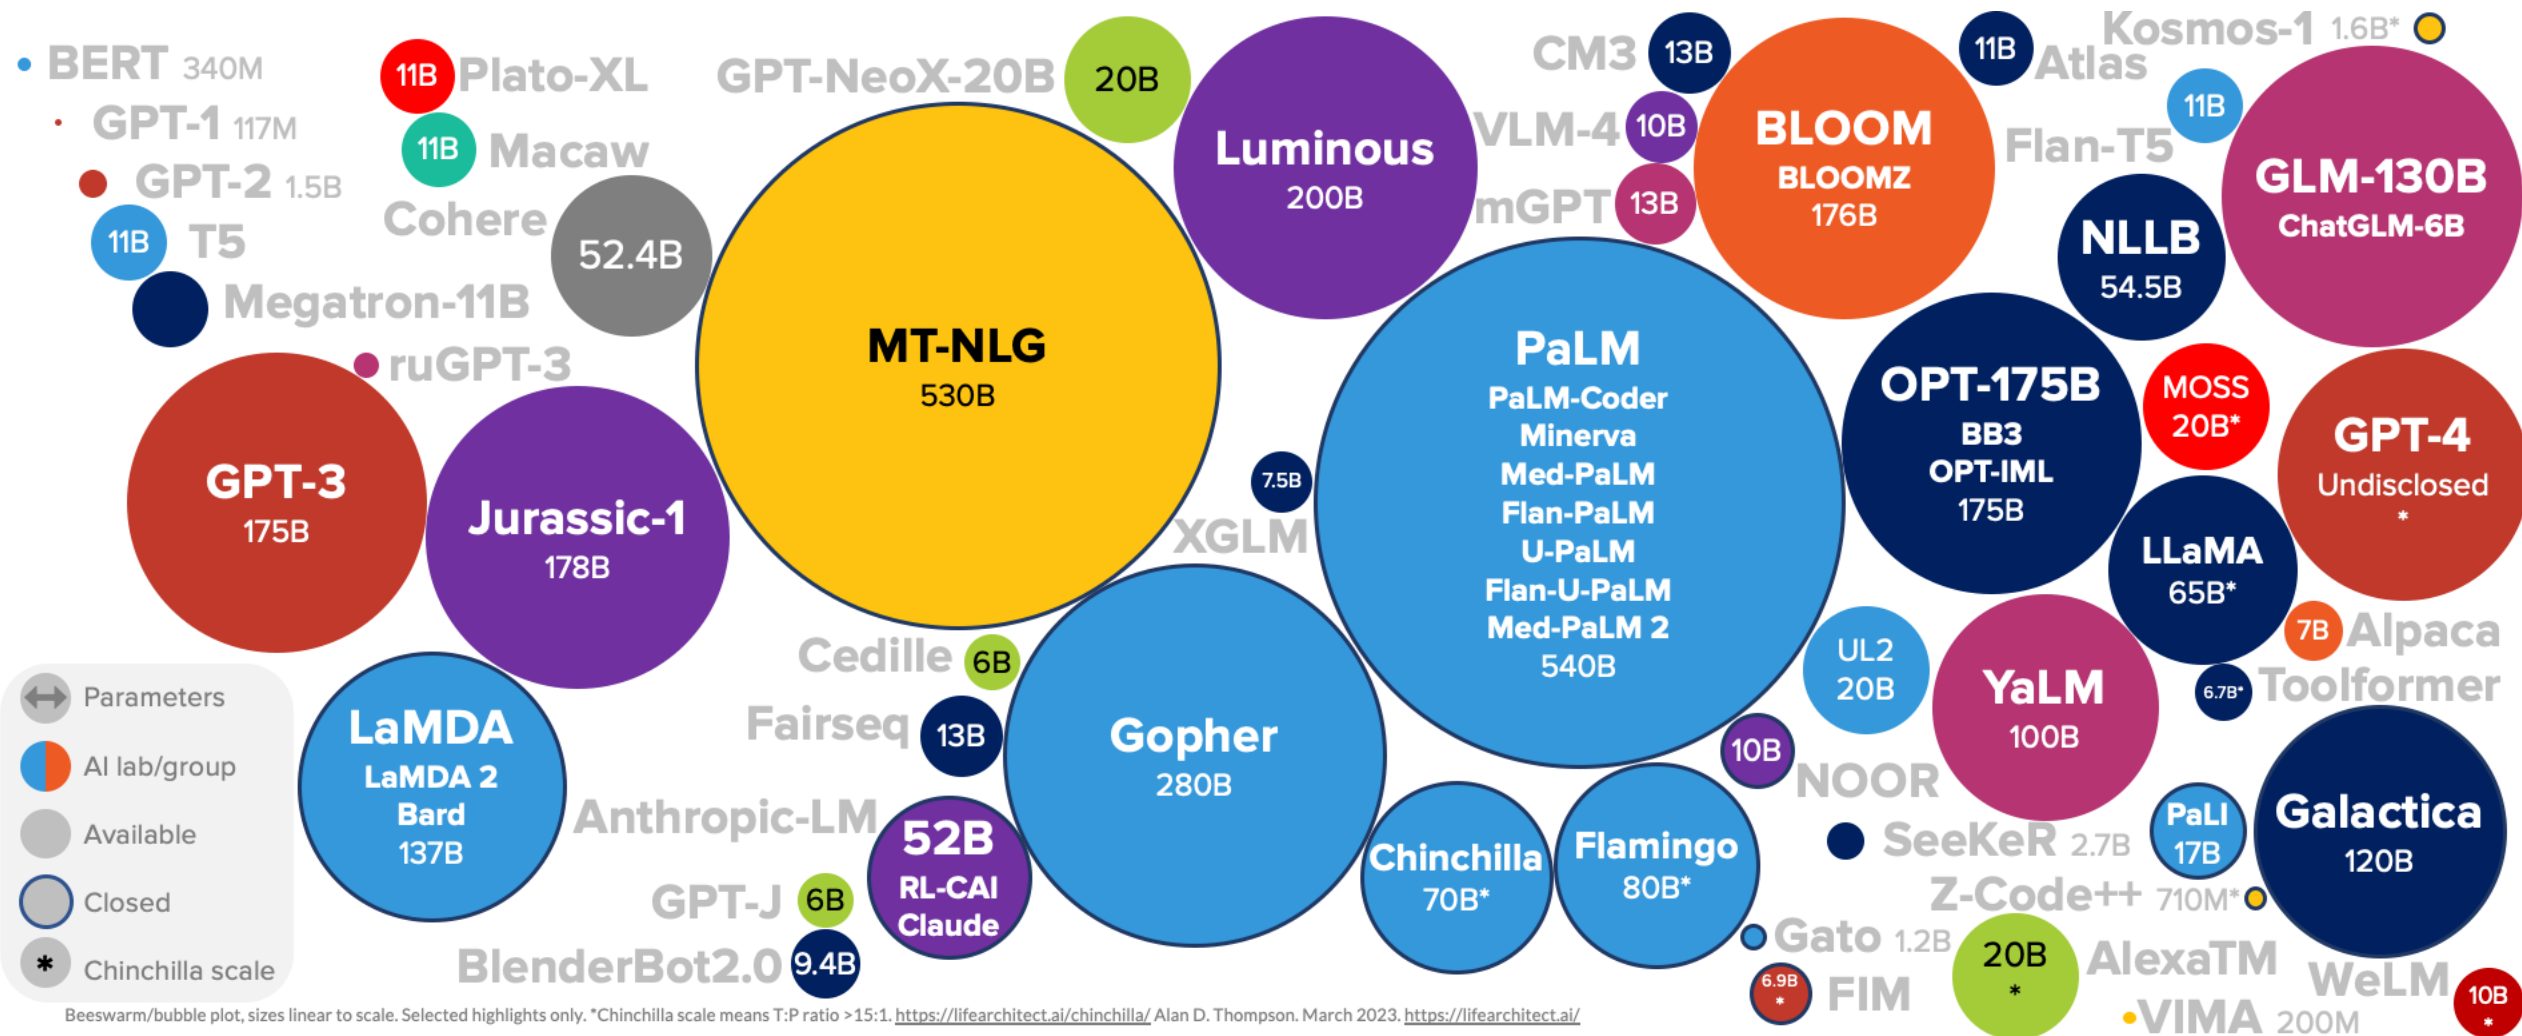 BERT 340M
GPT-1 117M
GPT-2 1.5B
11B T5
Megatron-11B
ruGPT-3
11B Plato-XL
11B Macaw
Cohere
52.4B
GPT-3
175B
Jurassic-1
178B
GPT-NeoX-20B 20B
MT-NLG
530B
Luminous
200B
CM3 13B
VLM-4 10B
mGPT 13B
BLOOM
BLOOMZ
176B
11B Atlas
Kosmos-1 1.6B*
11B
Flan-T5
GLM-130B
ChatGLM-6B
NLLB
54.5B
PaLM
PaLM-Coder
Minerva
Med-PaLM
Flan-PaLM
U-PaLM
Flan-U-PaLM
Med-PaLM 2
540B
7.5B
XGLM
OPT-175B
BB3
OPT-IML
175B
MOSS
20B*
GPT-4
Undisclosed
*
LLaMA
65B*
7B Alpaca
6.7B* Toolformer
UL2
20B
YaLM
100B
10B
NOOR
LaMDA
LaMDA 2
Bard
137B
Cedille 6B
Fairseq 13B
Anthropic-LM
52B
RL-CAI
Claude
GPT-J 6B
BlenderBot2.0 9.4B
Gopher
280B
Chinchilla
70B*
Flamingo
80B*
SeeKeR 2.7B
PaLI
17B
Galactica
120B
Z-Code++ 710M*
Gato 1.2B
6.9B
*
FIM
20B
*
AlexaTM
WeLM
10B
*
VIMA 200M
Parameters
AI lab/group
Available
Closed
* Chinchilla scale
Beeswarm/bubble plot, sizes linear to scale. Selected highlights only. *Chinchilla scale means T:P ratio >15:1. https://lifearchitect.ai/chinchilla/ Alan D. Thompson. March 2023. https://lifearchitect.ai/